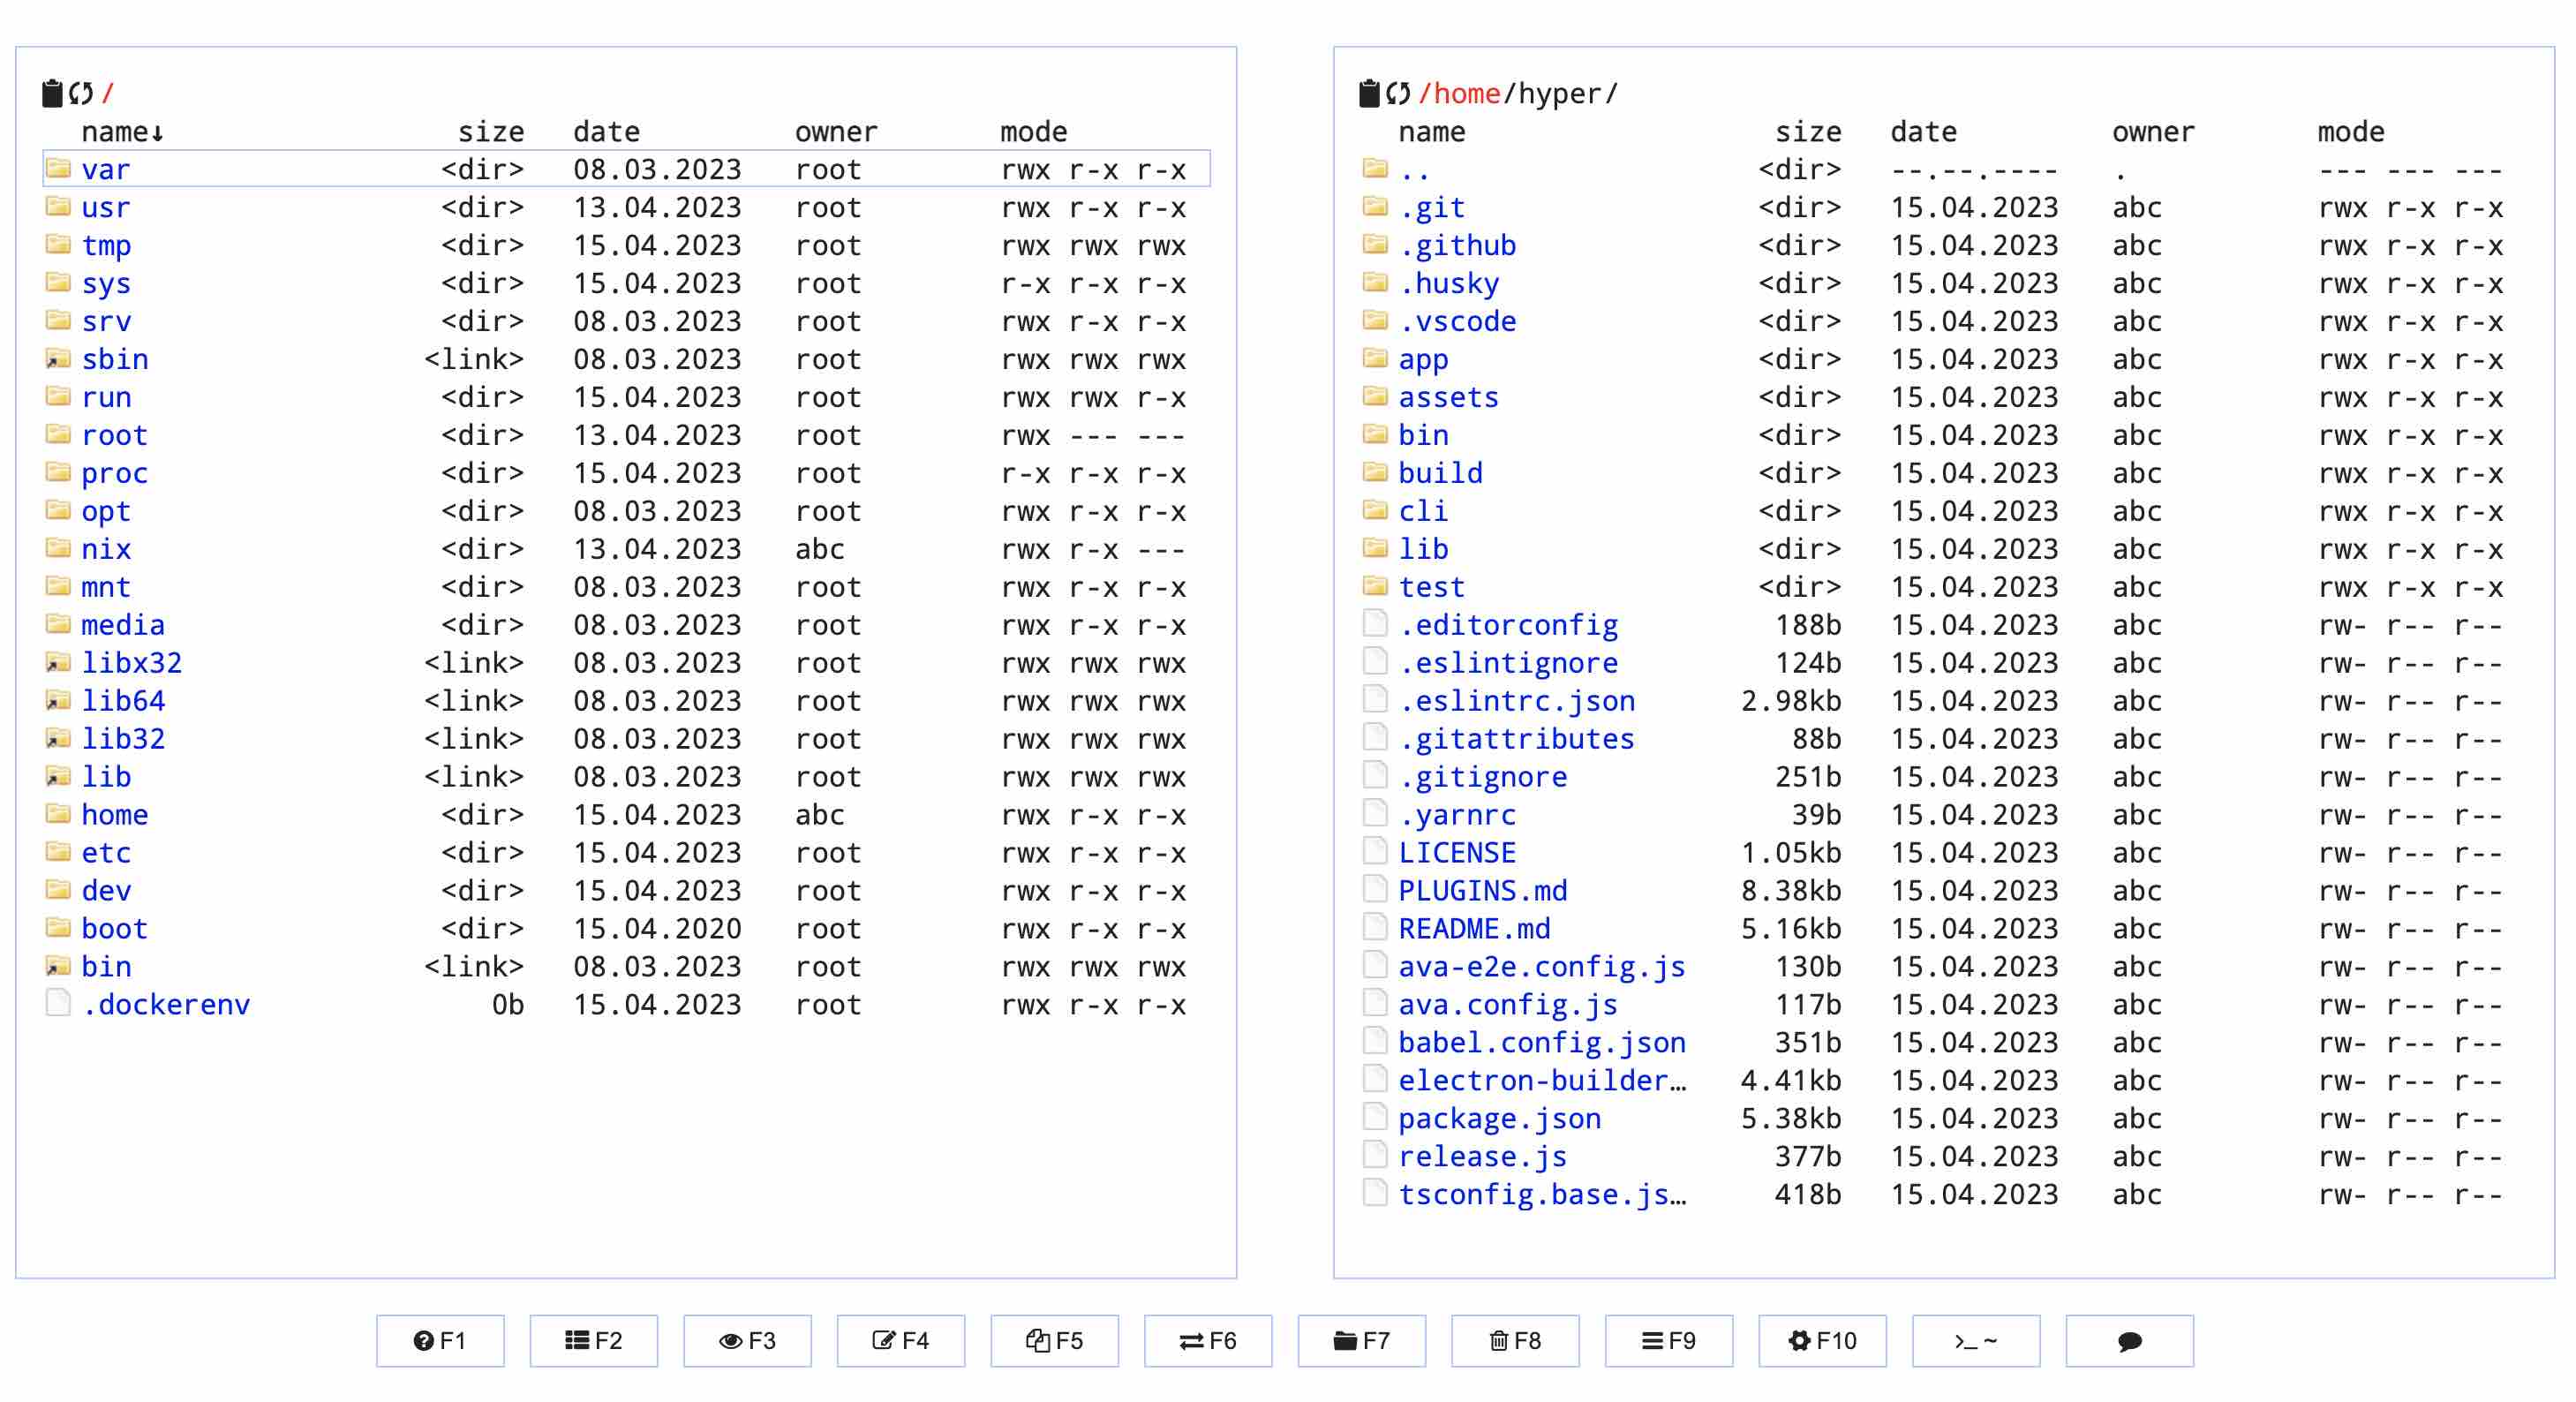 /
name↓ size date owner mode
var <dir> 08.03.2023 root rwx r-x r-x
usr <dir> 13.04.2023 root rwx r-x r-x
tmp <dir> 15.04.2023 root rwx rwx rwx
sys <dir> 15.04.2023 root r-x r-x r-x
srv <dir> 08.03.2023 root rwx r-x r-x
sbin <link> 08.03.2023 root rwx rwx rwx
run <dir> 15.04.2023 root rwx rwx r-x
root <dir> 13.04.2023 root rwx --- ---
proc <dir> 15.04.2023 root r-x r-x r-x
opt <dir> 08.03.2023 root rwx r-x r-x
nix <dir> 13.04.2023 abc rwx r-x ---
mnt <dir> 08.03.2023 root rwx r-x r-x
media <dir> 08.03.2023 root rwx r-x r-x
libx32 <link> 08.03.2023 root rwx rwx rwx
lib64 <link> 08.03.2023 root rwx rwx rwx
lib32 <link> 08.03.2023 root rwx rwx rwx
lib <link> 08.03.2023 root rwx rwx rwx
home <dir> 15.04.2023 abc rwx r-x r-x
etc <dir> 15.04.2023 root rwx r-x r-x
dev <dir> 15.04.2023 root rwx r-x r-x
boot <dir> 15.04.2020 root rwx r-x r-x
bin <link> 08.03.2023 root rwx rwx rwx
.dockerenv 0b 15.04.2023 root rwx r-x r-x
/home/hyper/
name size date owner mode
.. <dir> --.--.---- . --- --- ---
.git <dir> 15.04.2023 abc rwx r-x r-x
.github <dir> 15.04.2023 abc rwx r-x r-x
.husky <dir> 15.04.2023 abc rwx r-x r-x
.vscode <dir> 15.04.2023 abc rwx r-x r-x
app <dir> 15.04.2023 abc rwx r-x r-x
assets <dir> 15.04.2023 abc rwx r-x r-x
bin <dir> 15.04.2023 abc rwx r-x r-x
build <dir> 15.04.2023 abc rwx r-x r-x
cli <dir> 15.04.2023 abc rwx r-x r-x
lib <dir> 15.04.2023 abc rwx r-x r-x
test <dir> 15.04.2023 abc rwx r-x r-x
.editorconfig 188b 15.04.2023 abc rw- r-- r--
.eslintignore 124b 15.04.2023 abc rw- r-- r--
.eslintrc.json 2.98kb 15.04.2023 abc rw- r-- r--
.gitattributes 88b 15.04.2023 abc rw- r-- r--
.gitignore 251b 15.04.2023 abc rw- r-- r--
.yarnrc 39b 15.04.2023 abc rw- r-- r--
LICENSE 1.05kb 15.04.2023 abc rw- r-- r--
PLUGINS.md 8.38kb 15.04.2023 abc rw- r-- r--
README.md 5.16kb 15.04.2023 abc rw- r-- r--
ava-e2e.config.js 130b 15.04.2023 abc rw- r-- r--
ava.config.js 117b 15.04.2023 abc rw- r-- r--
babel.config.json 351b 15.04.2023 abc rw- r-- r--
electron-builder… 4.41kb 15.04.2023 abc rw- r-- r--
package.json 5.38kb 15.04.2023 abc rw- r-- r--
release.js 377b 15.04.2023 abc rw- r-- r--
tsconfig.base.js… 418b 15.04.2023 abc rw- r-- r--
F1 F2 F3 F4 F5 F6 F7 F8 F9 F10 >_ ~